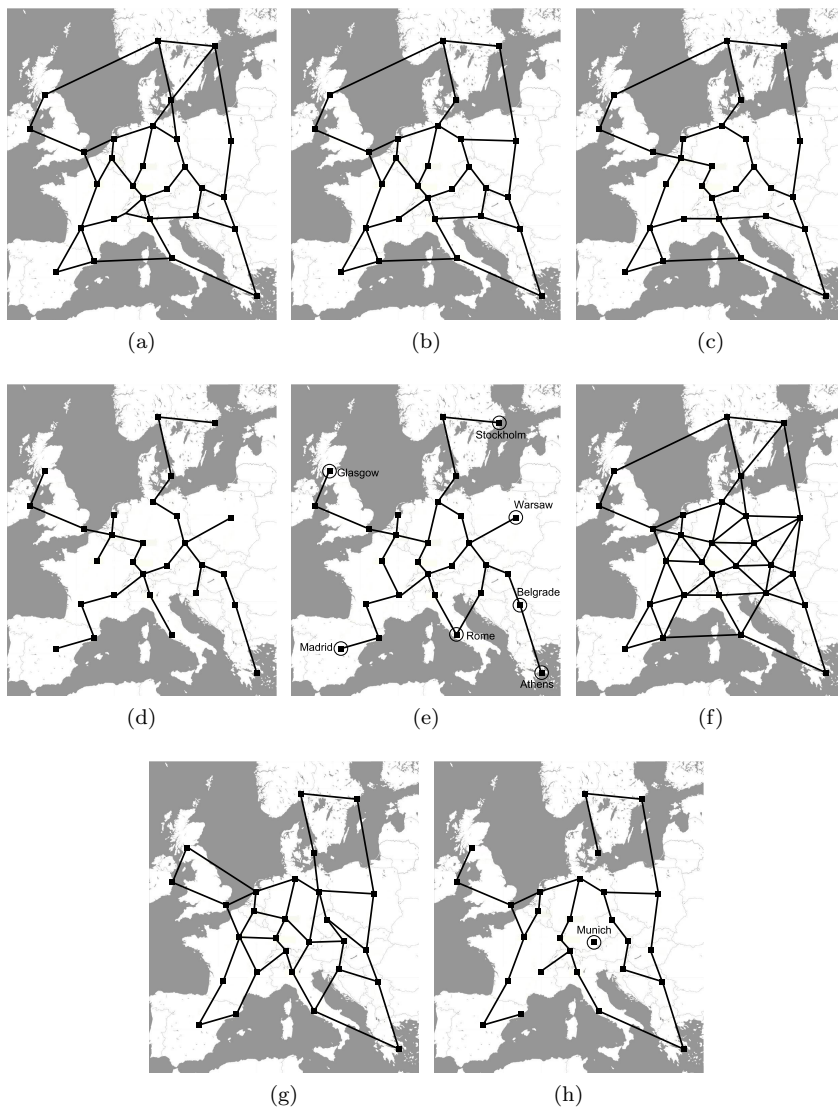 (a)
(b)
(c)
Stockholm
Glasgow
Warsaw
Belgrade
Rome
Madrid
Athens
(d)
(e)
(f)
Munich
(g)
(h)